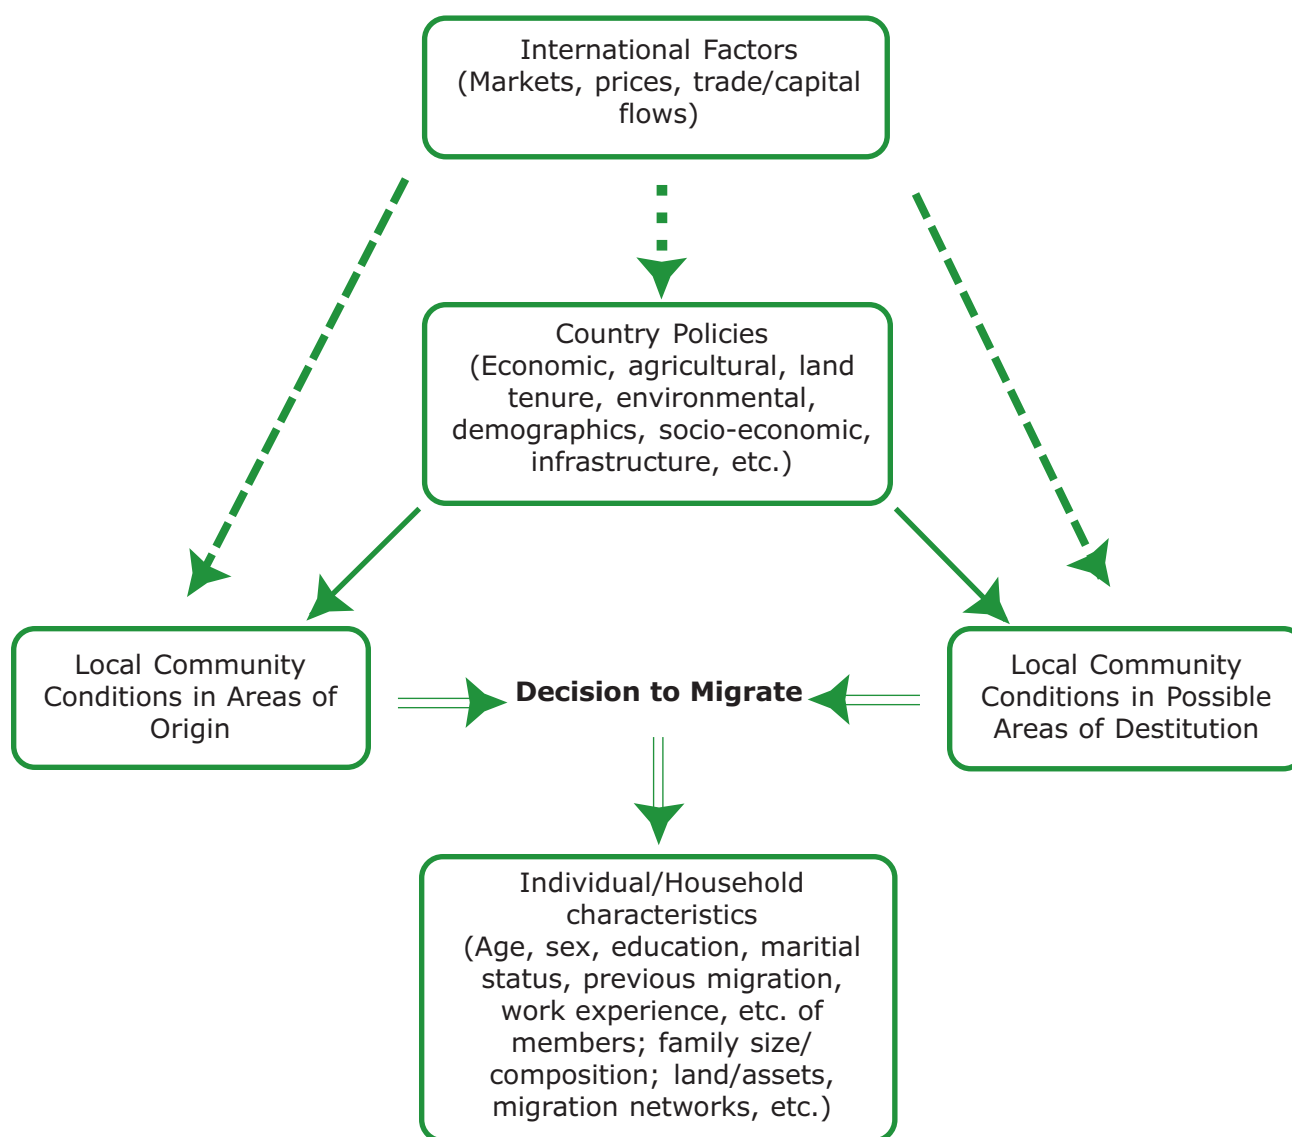 International Factors
(Markets, prices, trade/capital
flows)
Country Policies
(Economic, agricultural, land
tenure, environmental,
demographics, socio-economic,
infrastructure, etc.)
Local Community
Conditions in Areas of
Origin
Decision to Migrate
Local Community
Conditions in Possible
Areas of Destitution
Individual/Household
characteristics
(Age, sex, education, maritial
status, previous migration,
work experience, etc. of
members; family size/
composition; land/assets,
migration networks, etc.)